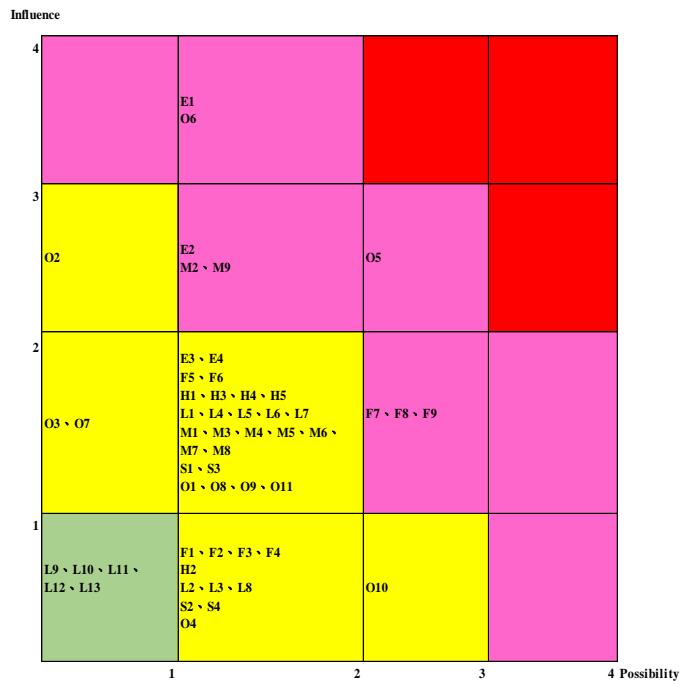 Influence
4
E1
O6
3
O2
E2
M2、M9
O5
2
O3、O7
E3、E4
F5、F6
H1、H3、H4、H5
L1、L4、L5、L6、L7
M1、M3、M4、M5、M6、
M7、M8
S1、S3
O1、O8、O9、O11
F7、F8、F9
1
L9、L10、L11、
L12、L13
F1、F2、F3、F4
H2
L2、L3、L8
S2、S4
O4
O10
1 2 3 4 Possibility